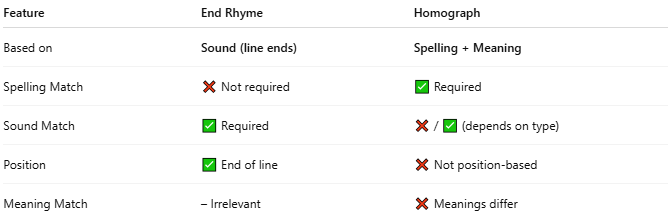 Feature End Rhyme Homograph
Based on Sound (line ends) Spelling + Meaning
Spelling Match ❌ Not required ✅ Required
Sound Match ✅ Required ❌ / ✅ (depends on type)
Position ✅ End of line ❌ Not position-based
Meaning Match – Irrelevant ❌ Meanings differ